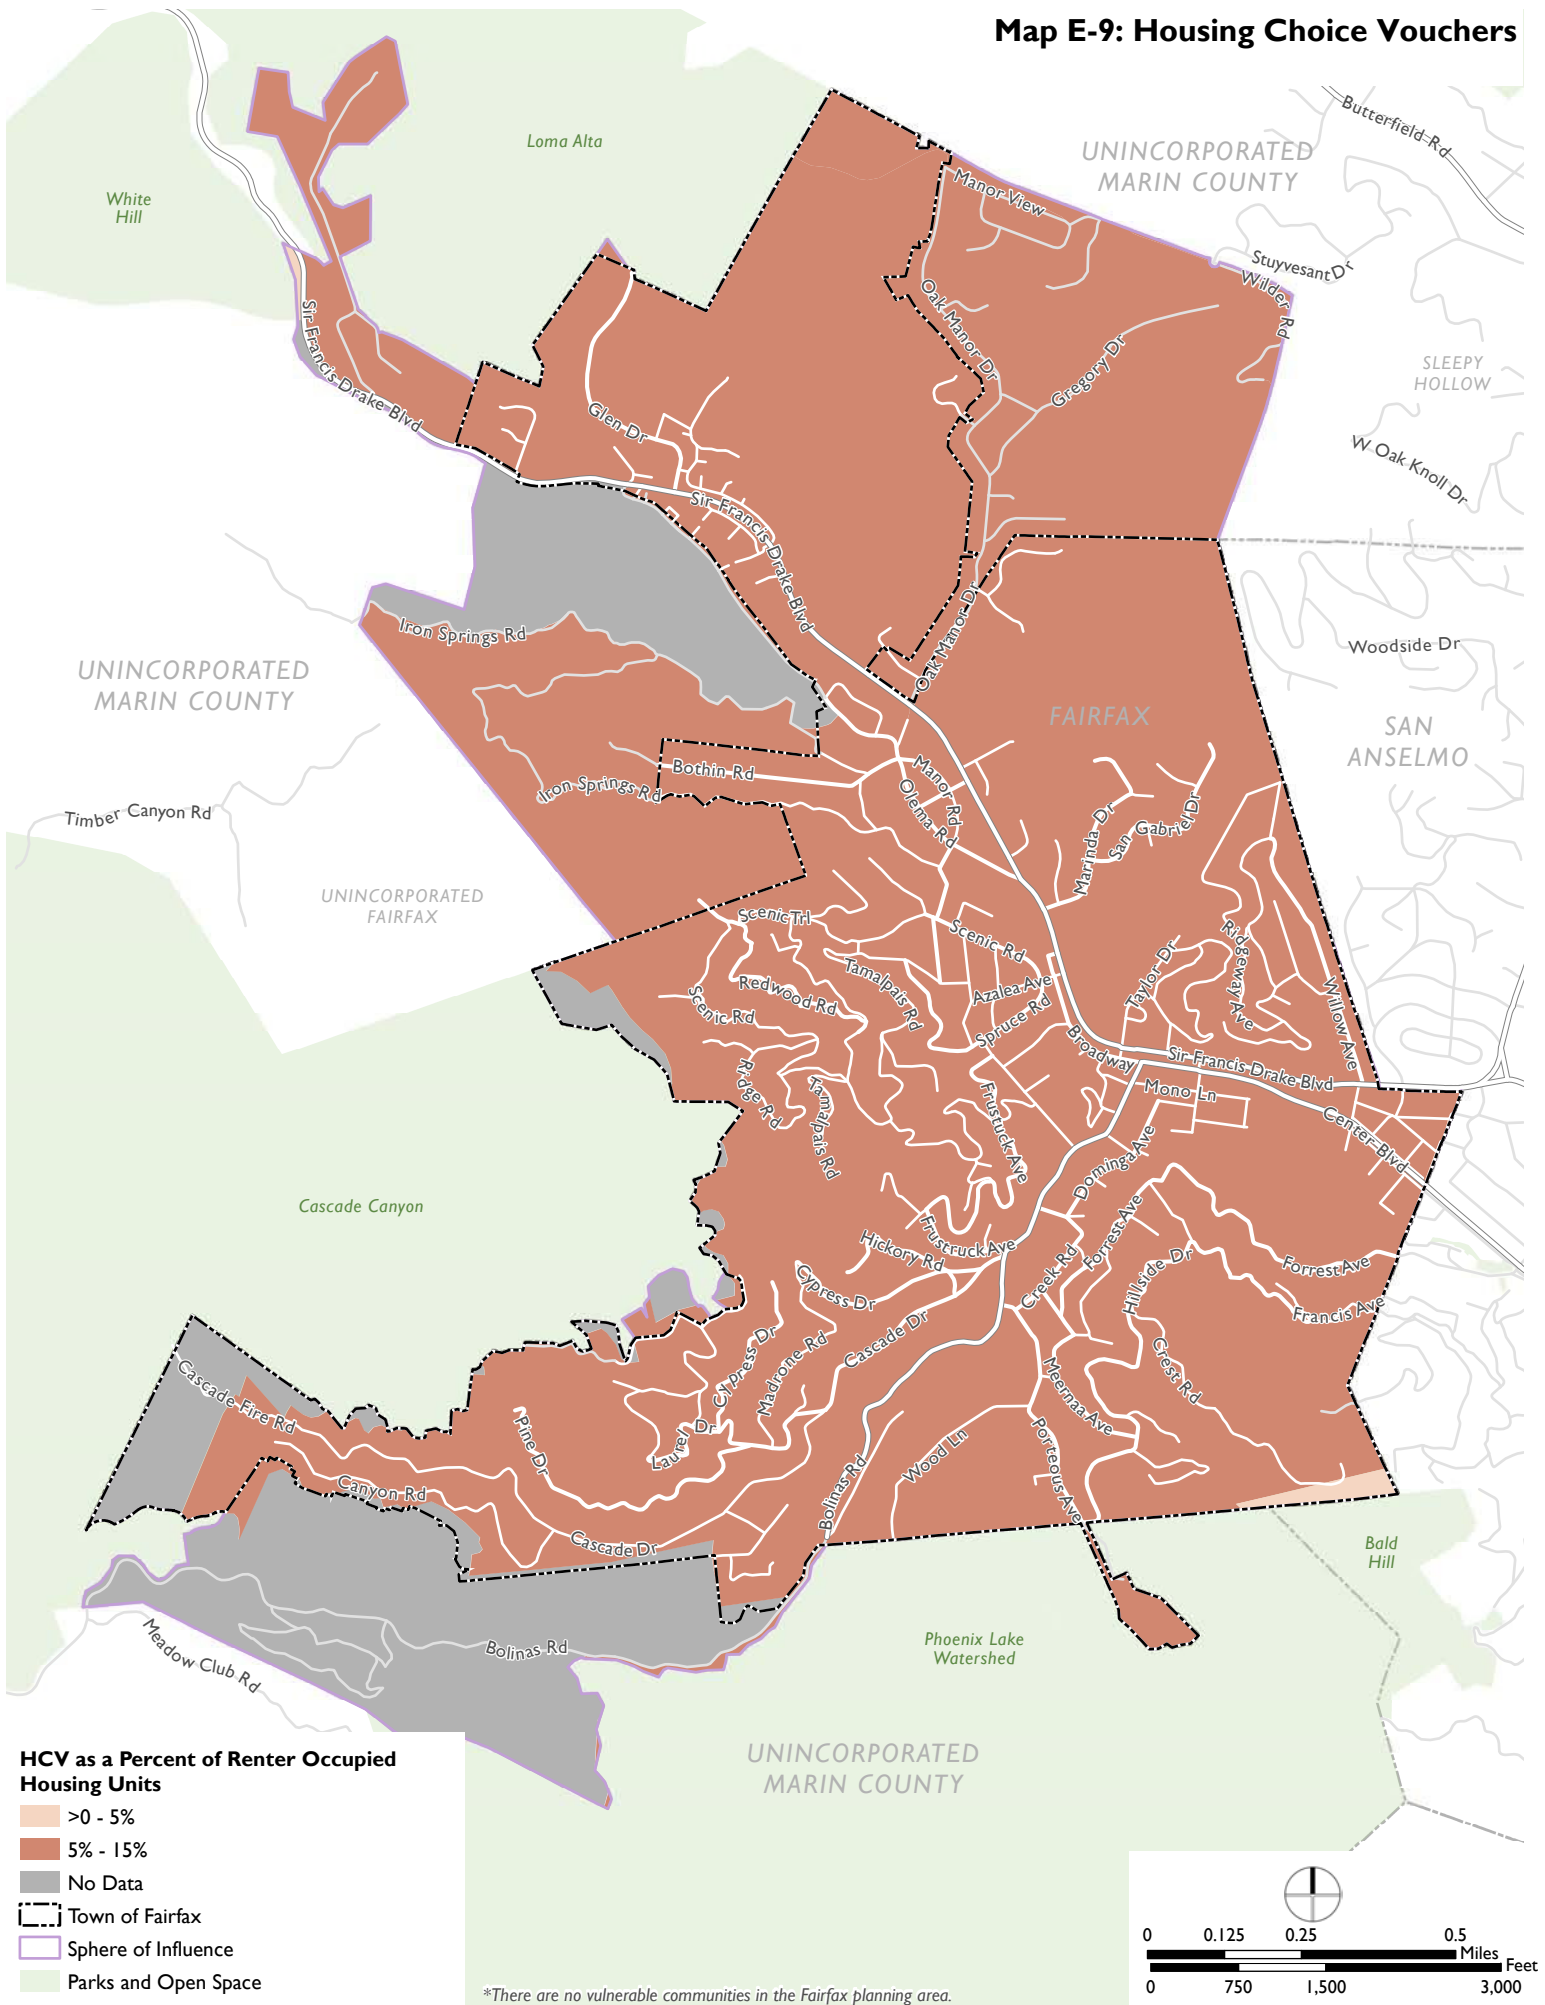 Map E-9: Housing Choice Vouchers
Butterfield Rd
UNINCORPORATED
MARIN COUNTY
Loma Alta
White
Hill
Manor View
Stuyvesant Dr
Wilder Rd
Oak Manor Dr
Sir Francis Drake Blvd
Gregory Dr
SLEEPY
HOLLOW
Glen Dr
W Oak Knoll Dr
Sir Francis Drake Blvd
Oak Manor Dr
Iron Springs Rd
Woodside Dr
UNINCORPORATED
MARIN COUNTY
FAIRFAX
SAN
ANSELMO
Bothin Rd
Iron Springs Rd
Manor Rd
Olema Rd
Timber Canyon Rd
Marinda Dr
San Gabriel Dr
UNINCORPORATED
FAIRFAX
Scenic Trl
Scenic Rd
Ridgeway Ave
Taylor Dr
Tamalpais Rd
Redwood Rd
Azalea Ave
Scenic Rd
Spruce Rd
Willow Ave
Broadway
Sir Francis Drake Blvd
Ridge Rd
Tamalpais Rd
Mono Ln
Frustuck Ave
Center Blvd
Dominga Ave
Cascade Canyon
Forrest Ave
Frustruck Ave
Hickory Rd
Creek Rd
Hillside Dr
Forrest Ave
Cypress Dr
Francis Ave
Cascade Dr
Cypress Dr
Madrone Rd
Crest Rd
Meernaa Ave
Cascade Fire Rd
Pine Dr
Laurel Dr
Porteous Ave
Wood Ln
Bolinas Rd
Canyon Rd
Cascade Dr
Bald
Hill
Phoenix Lake
Watershed
Bolinas Rd
Meadow Club Rd
UNINCORPORATED
MARIN COUNTY
HCV as a Percent of Renter Occupied
Housing Units
>0 - 5%
5% - 15%
No Data
Town of Fairfax
Sphere of Influence
Parks and Open Space
*There are no vulnerable communities in the Fairfax planning area.
0 0.125 0.25 0.5
Miles
Feet
0 750 1,500 3,000